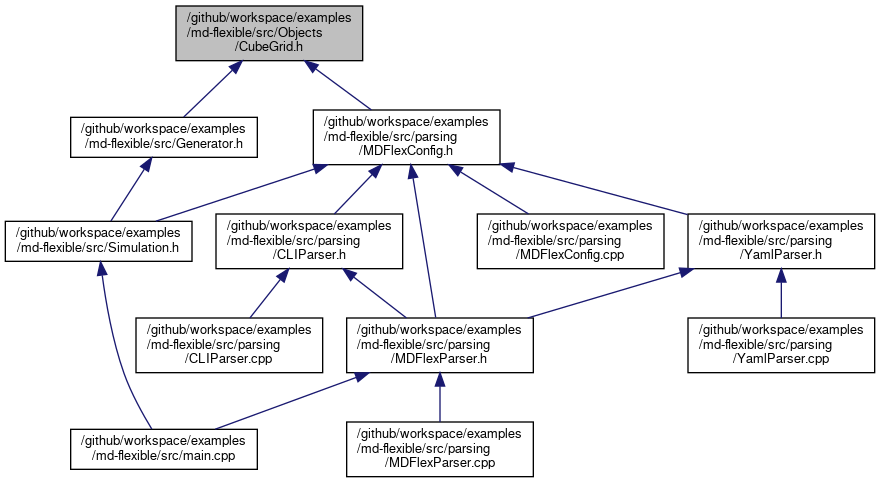 /github/workspace/examples
/md-flexible/src/Objects
/CubeGrid.h
/github/workspace/examples
/md-flexible/src/Generator.h
/github/workspace/examples
/md-flexible/src/parsing
/MDFlexConfig.h
/github/workspace/examples
/md-flexible/src/Simulation.h
/github/workspace/examples
/md-flexible/src/parsing
/CLIParser.h
/github/workspace/examples
/md-flexible/src/parsing
/MDFlexConfig.cpp
/github/workspace/examples
/md-flexible/src/parsing
/YamlParser.h
/github/workspace/examples
/md-flexible/src/parsing
/CLIParser.cpp
/github/workspace/examples
/md-flexible/src/parsing
/MDFlexParser.h
/github/workspace/examples
/md-flexible/src/parsing
/YamlParser.cpp
/github/workspace/examples
/md-flexible/src/main.cpp
/github/workspace/examples
/md-flexible/src/parsing
/MDFlexParser.cpp